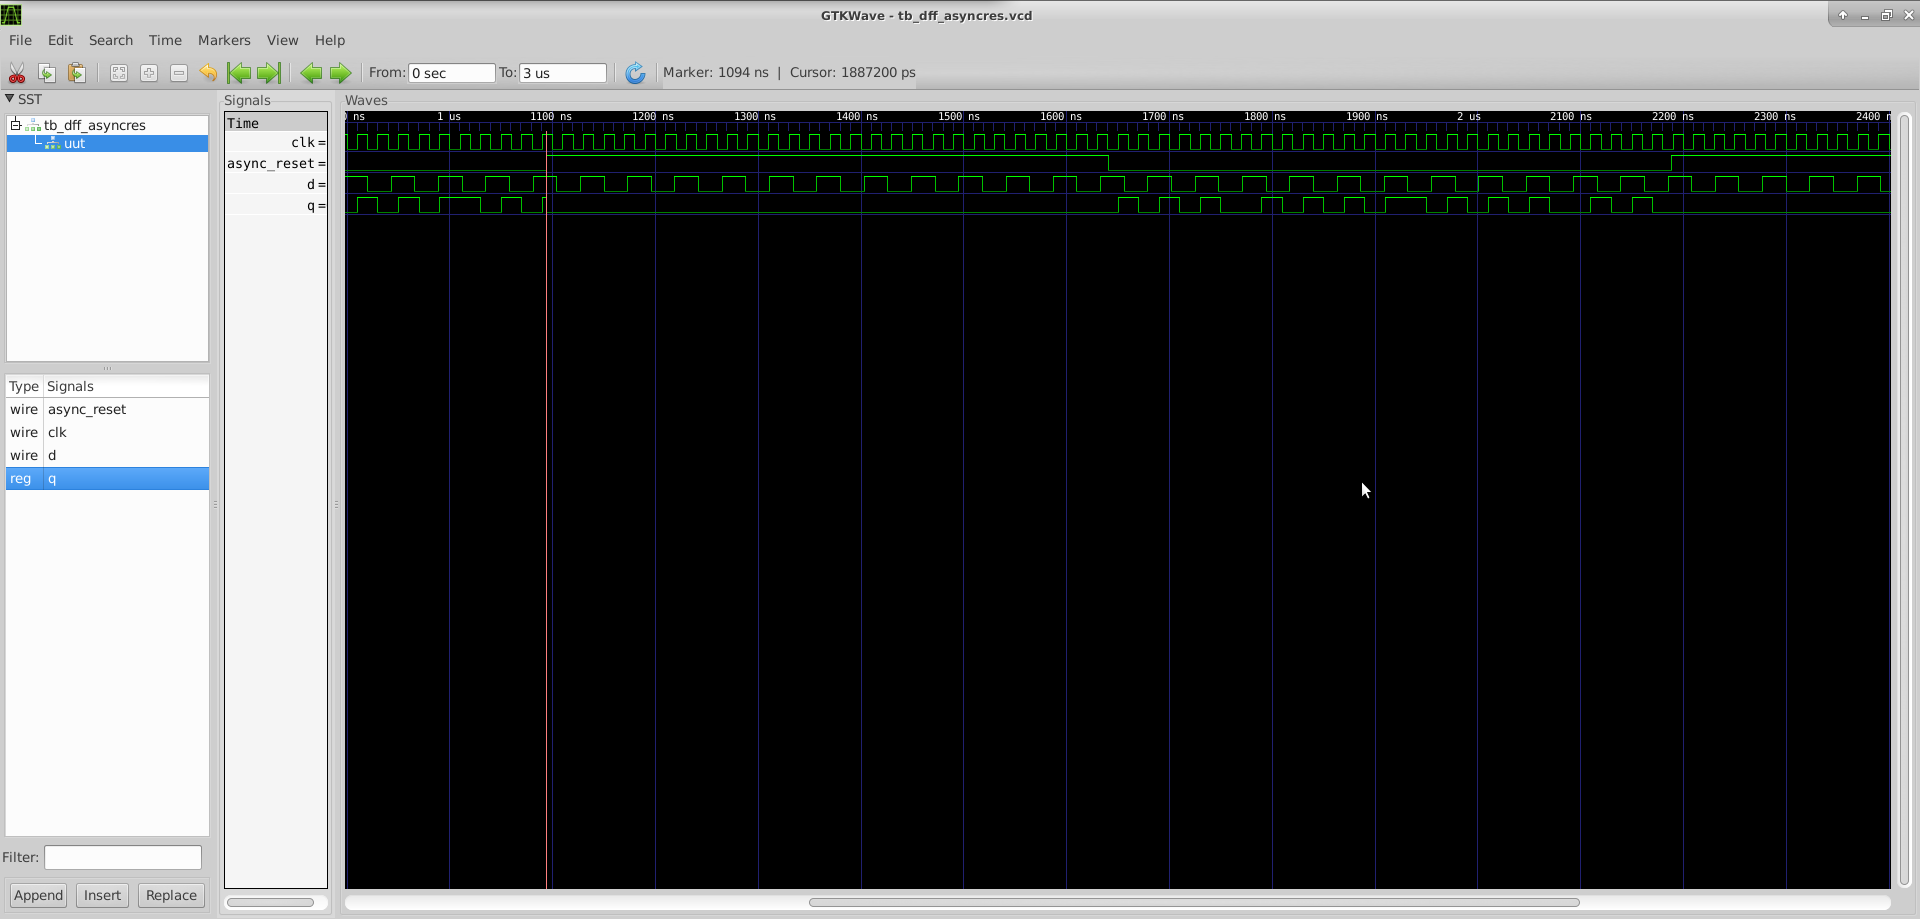 GTKWave - tb_dff_asyncres.vcd
File Edit Search Time Markers View Help
From: 0 sec To: 3 us Marker: 1094 ns | Cursor: 1887200 ps
SST
tb_dff_asyncres
uut
Type Signals
wire async_reset
wire clk
wire d
reg q
Filter:
Append Insert Replace
Signals
Time
clk =
async_reset =
d =
q =
Waves
ns 1 us 1100 ns 1200 ns 1300 ns 1400 ns 1500 ns 1600 ns 1700 ns 1800 ns 1900 ns 2 us 2100 ns 2200 ns 2300 ns 2400